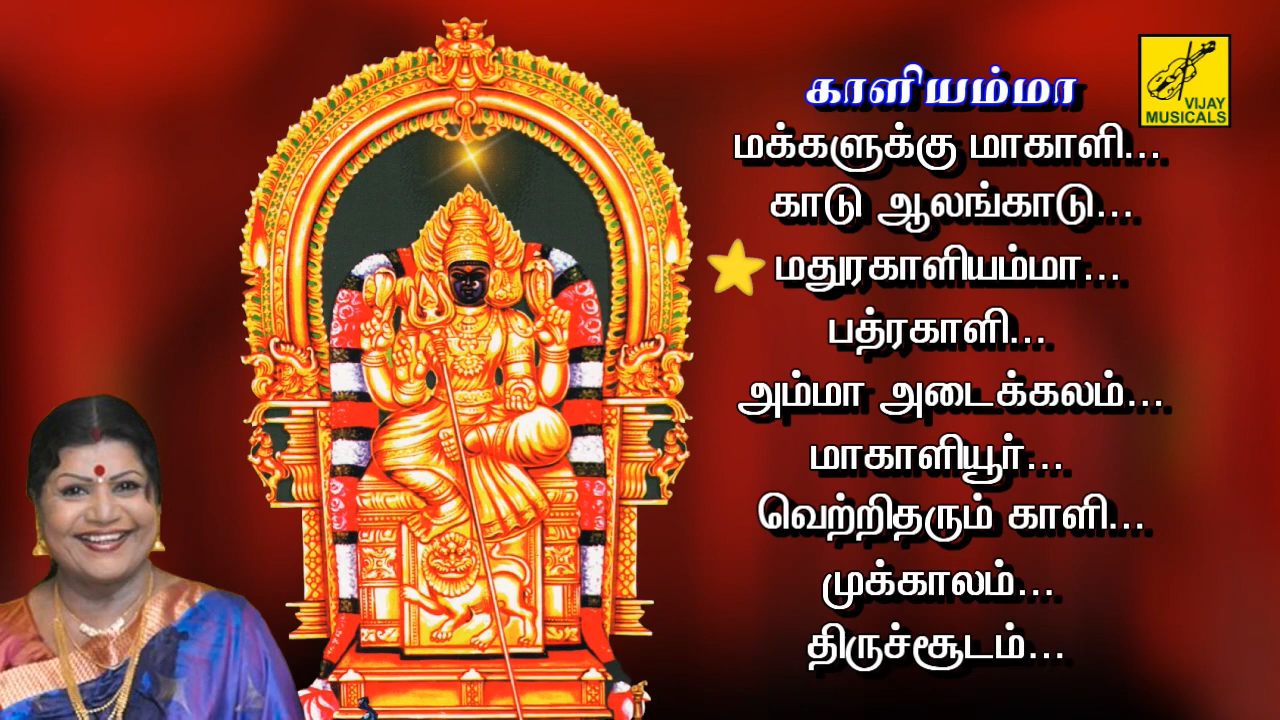 காளியம்மா
VIJAY
MUSICALS
மக்களுக்கு மாகாளி...
காடு ஆலங்காடு...
மதுரகாளியம்மா...
பத்ரகாளி...
அம்மா அடைக்கலம்...
மாகாளியூர்...
வெற்றிதரும் காளி...
முக்காலம்...
திருச்சூடம்...